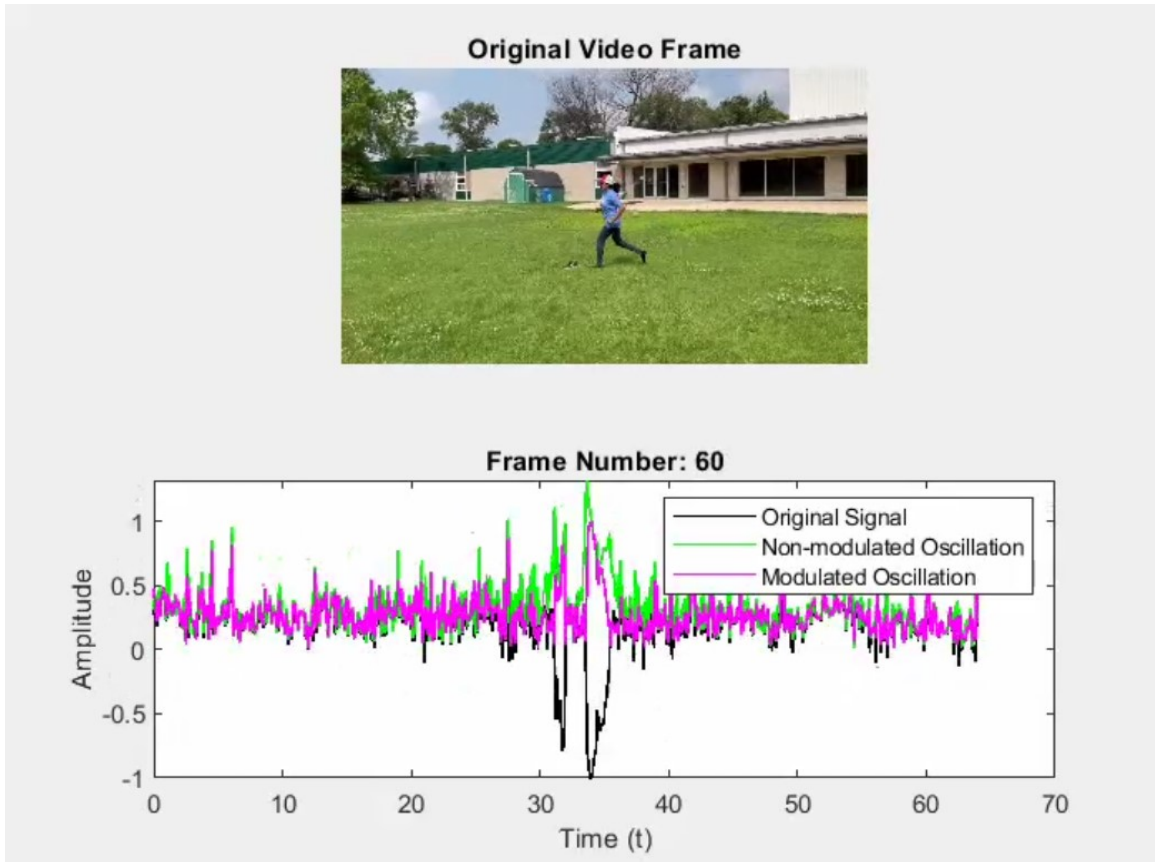 Original Video Frame
Frame Number: 60
Original Signal
Non-modulated Oscillation
Modulated Oscillation
Amplitude
1
0.5
0
-0.5
-1
0
10
20
30
40
50
60
70
Time (t)